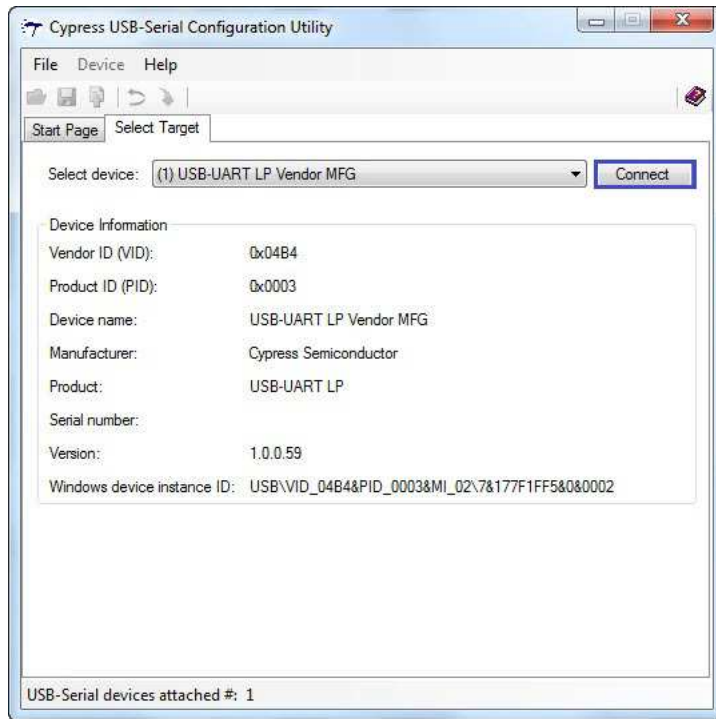 Cypress USB-Serial Configuration Utility
File Device Help
Start Page Select Target
Select device: (1) USB-UART LP Vendor MFG Connect
Device Information
Vendor ID (VID): 0x04B4
Product ID (PID): 0x0003
Device name: USB-UART LP Vendor MFG
Manufacturer: Cypress Semiconductor
Product: USB-UART LP
Serial number:
Version: 1.0.0.59
Windows device instance ID: USB\VID_04B4&PID_0003&MI_02\7&177F1FF5&0&0002
USB-Serial devices attached #: 1